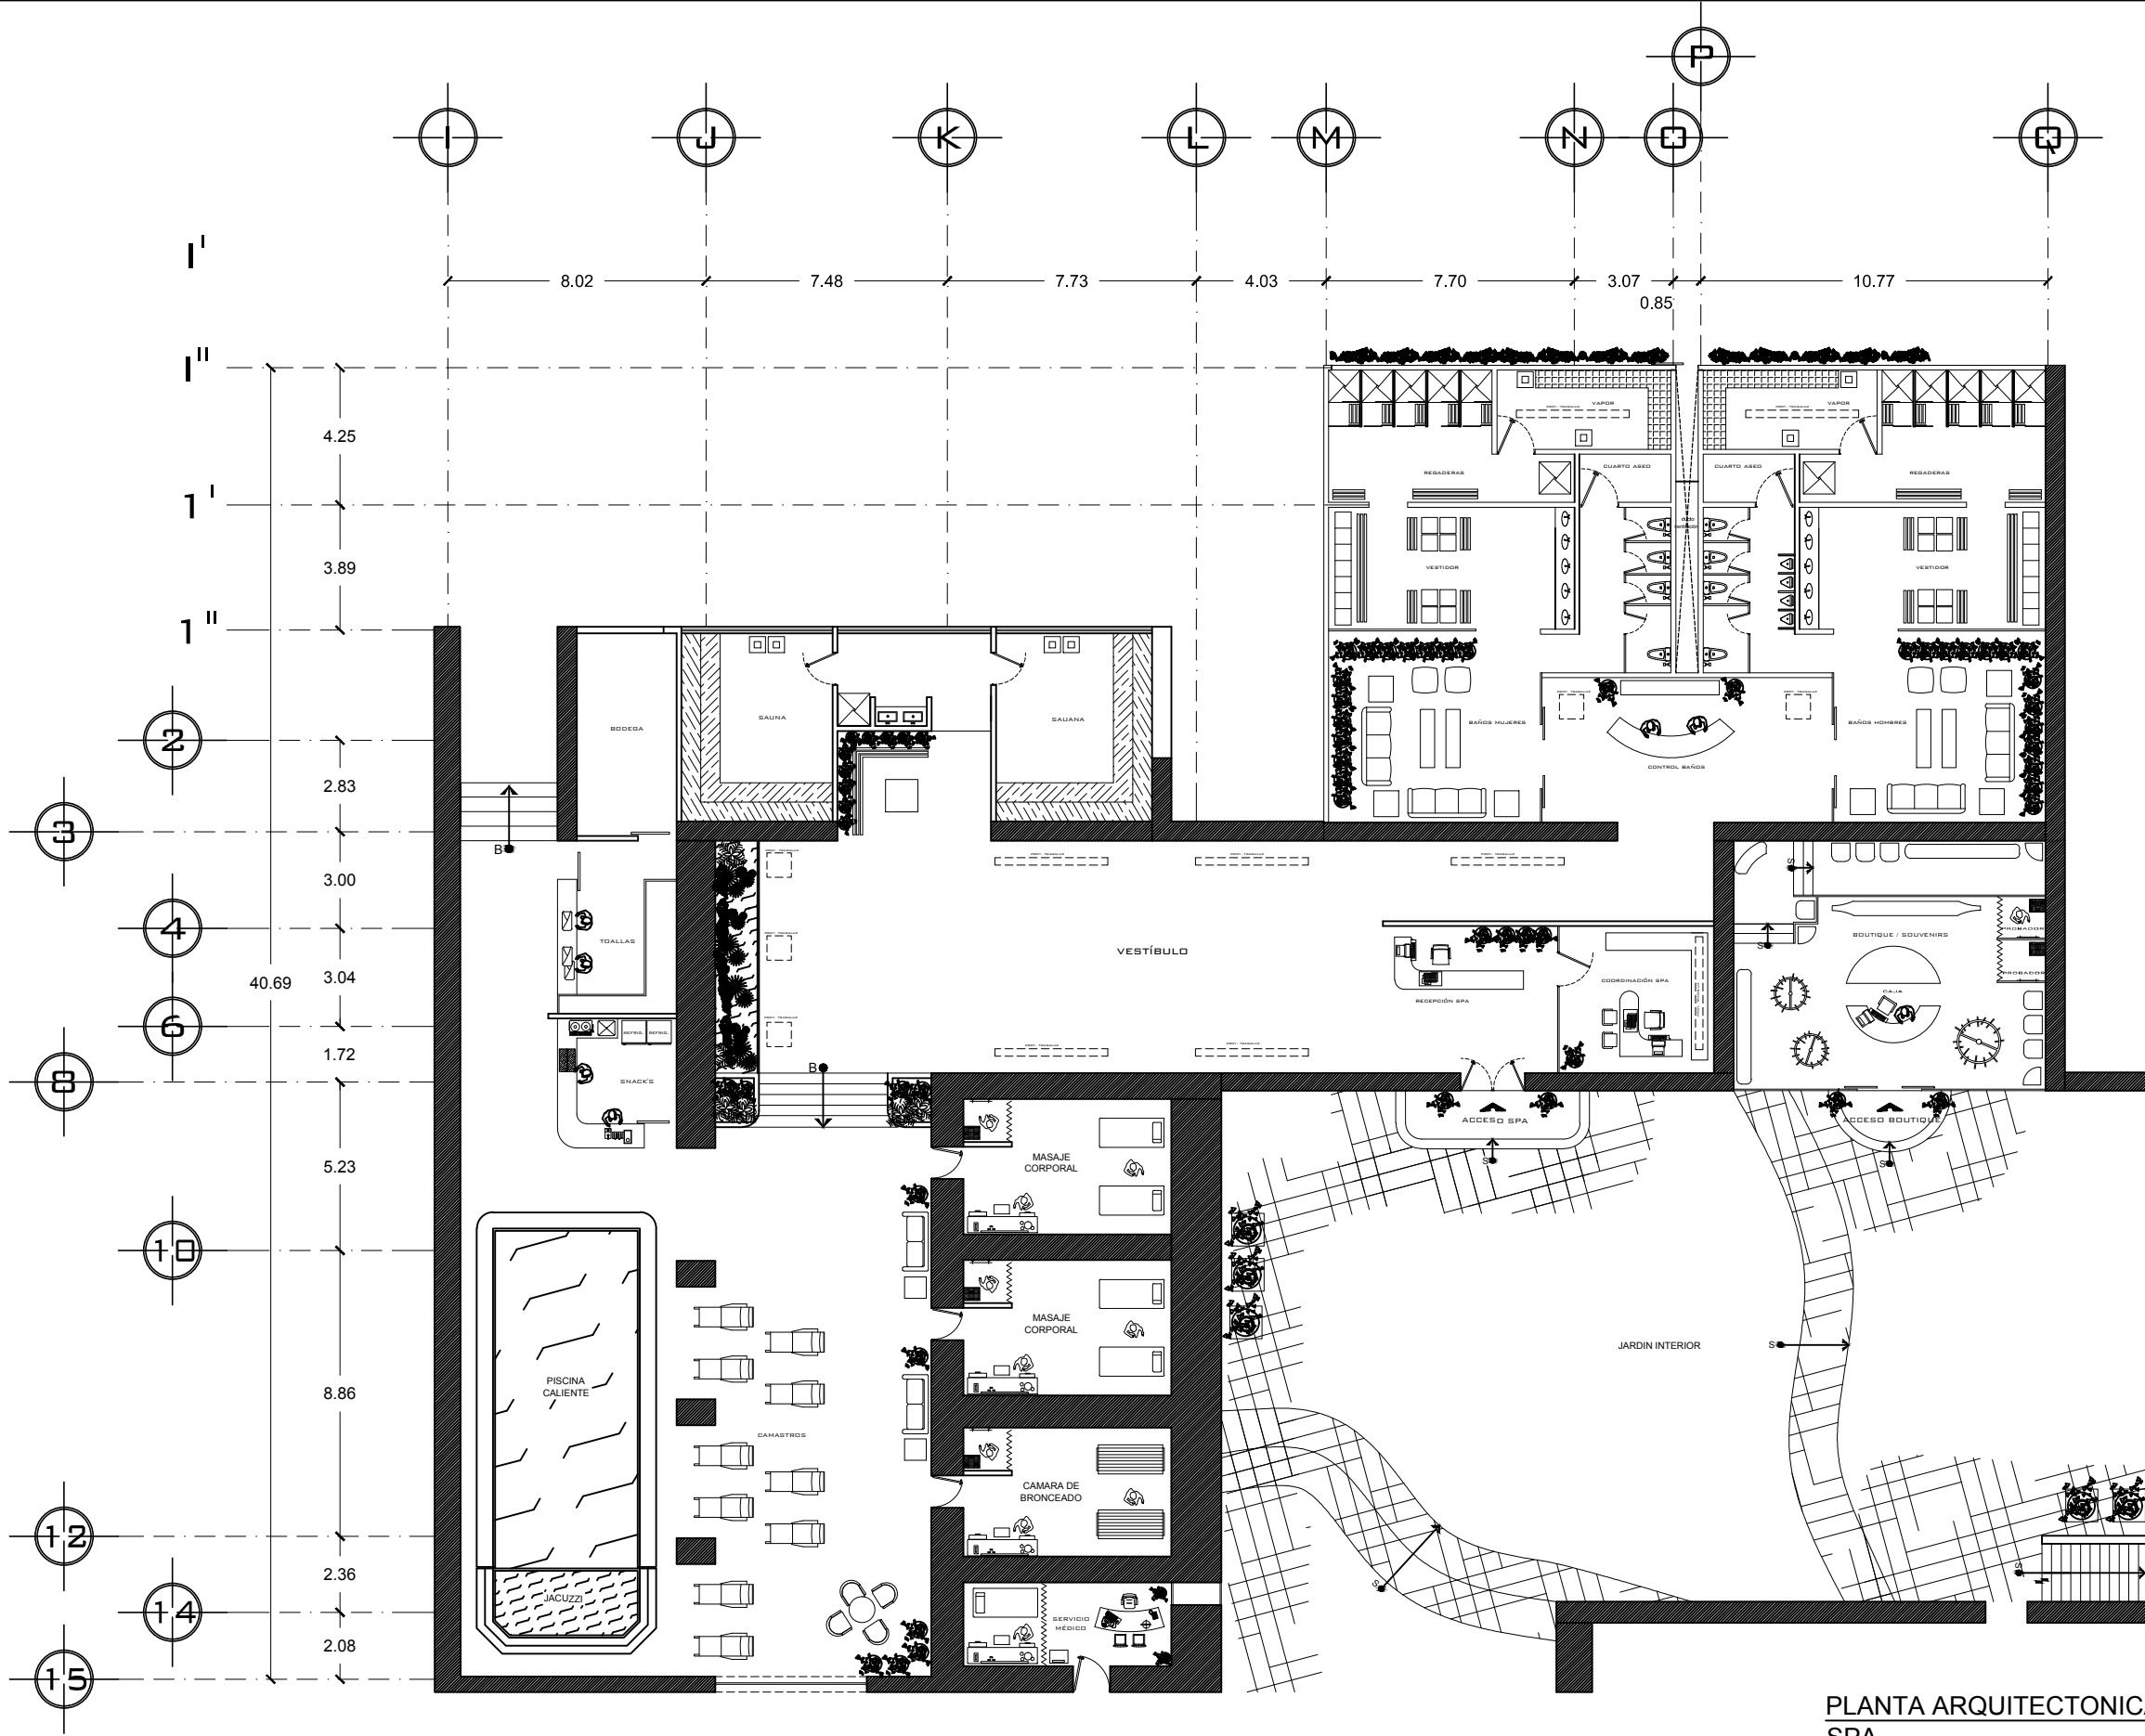 P
I J K L M N O Q
I'
8.02 7.48 7.73 4.03 7.70 3.07 10.77
0.85
I''
4.25
1'
3.89
1''
2
2.83
3
3.00
4
3.04
40.69
6
1.72
8
5.23
10
8.86
12
2.36
14
2.08
15
VAPOR
VAPOR
REGADERAS
CUARTO ASEO
CUARTO ASEO
REGADERAS
VESTIDOR
VESTIDOR
SAUNA
SAUANA
BODEGA
BAÑOS MUJERES
BAÑOS HOMBRES
CONTROL BAÑOS
B
S
S
TOALLAS
VESTÍBULO
BOUTIQUE / SOUVENIRS
PROBADOR
PROBADOR
COORDINACIÓN SPA
CAJA
RECEPCIÓN SPA
REFRIG.
REFRIG.
SNACK'S
B
ACCESO SPA
ACCESO BOUTIQUE
S
S
MASAJE
CORPORAL
MASAJE
CORPORAL
JARDIN INTERIOR
S
PISCINA
CALIENTE
CAMASTROS
CAMARA DE
BRONCEADO
S
S
JACUZZI
SERVICIO
MÉDICO
PLANTA ARQUITECTONICA
SPA